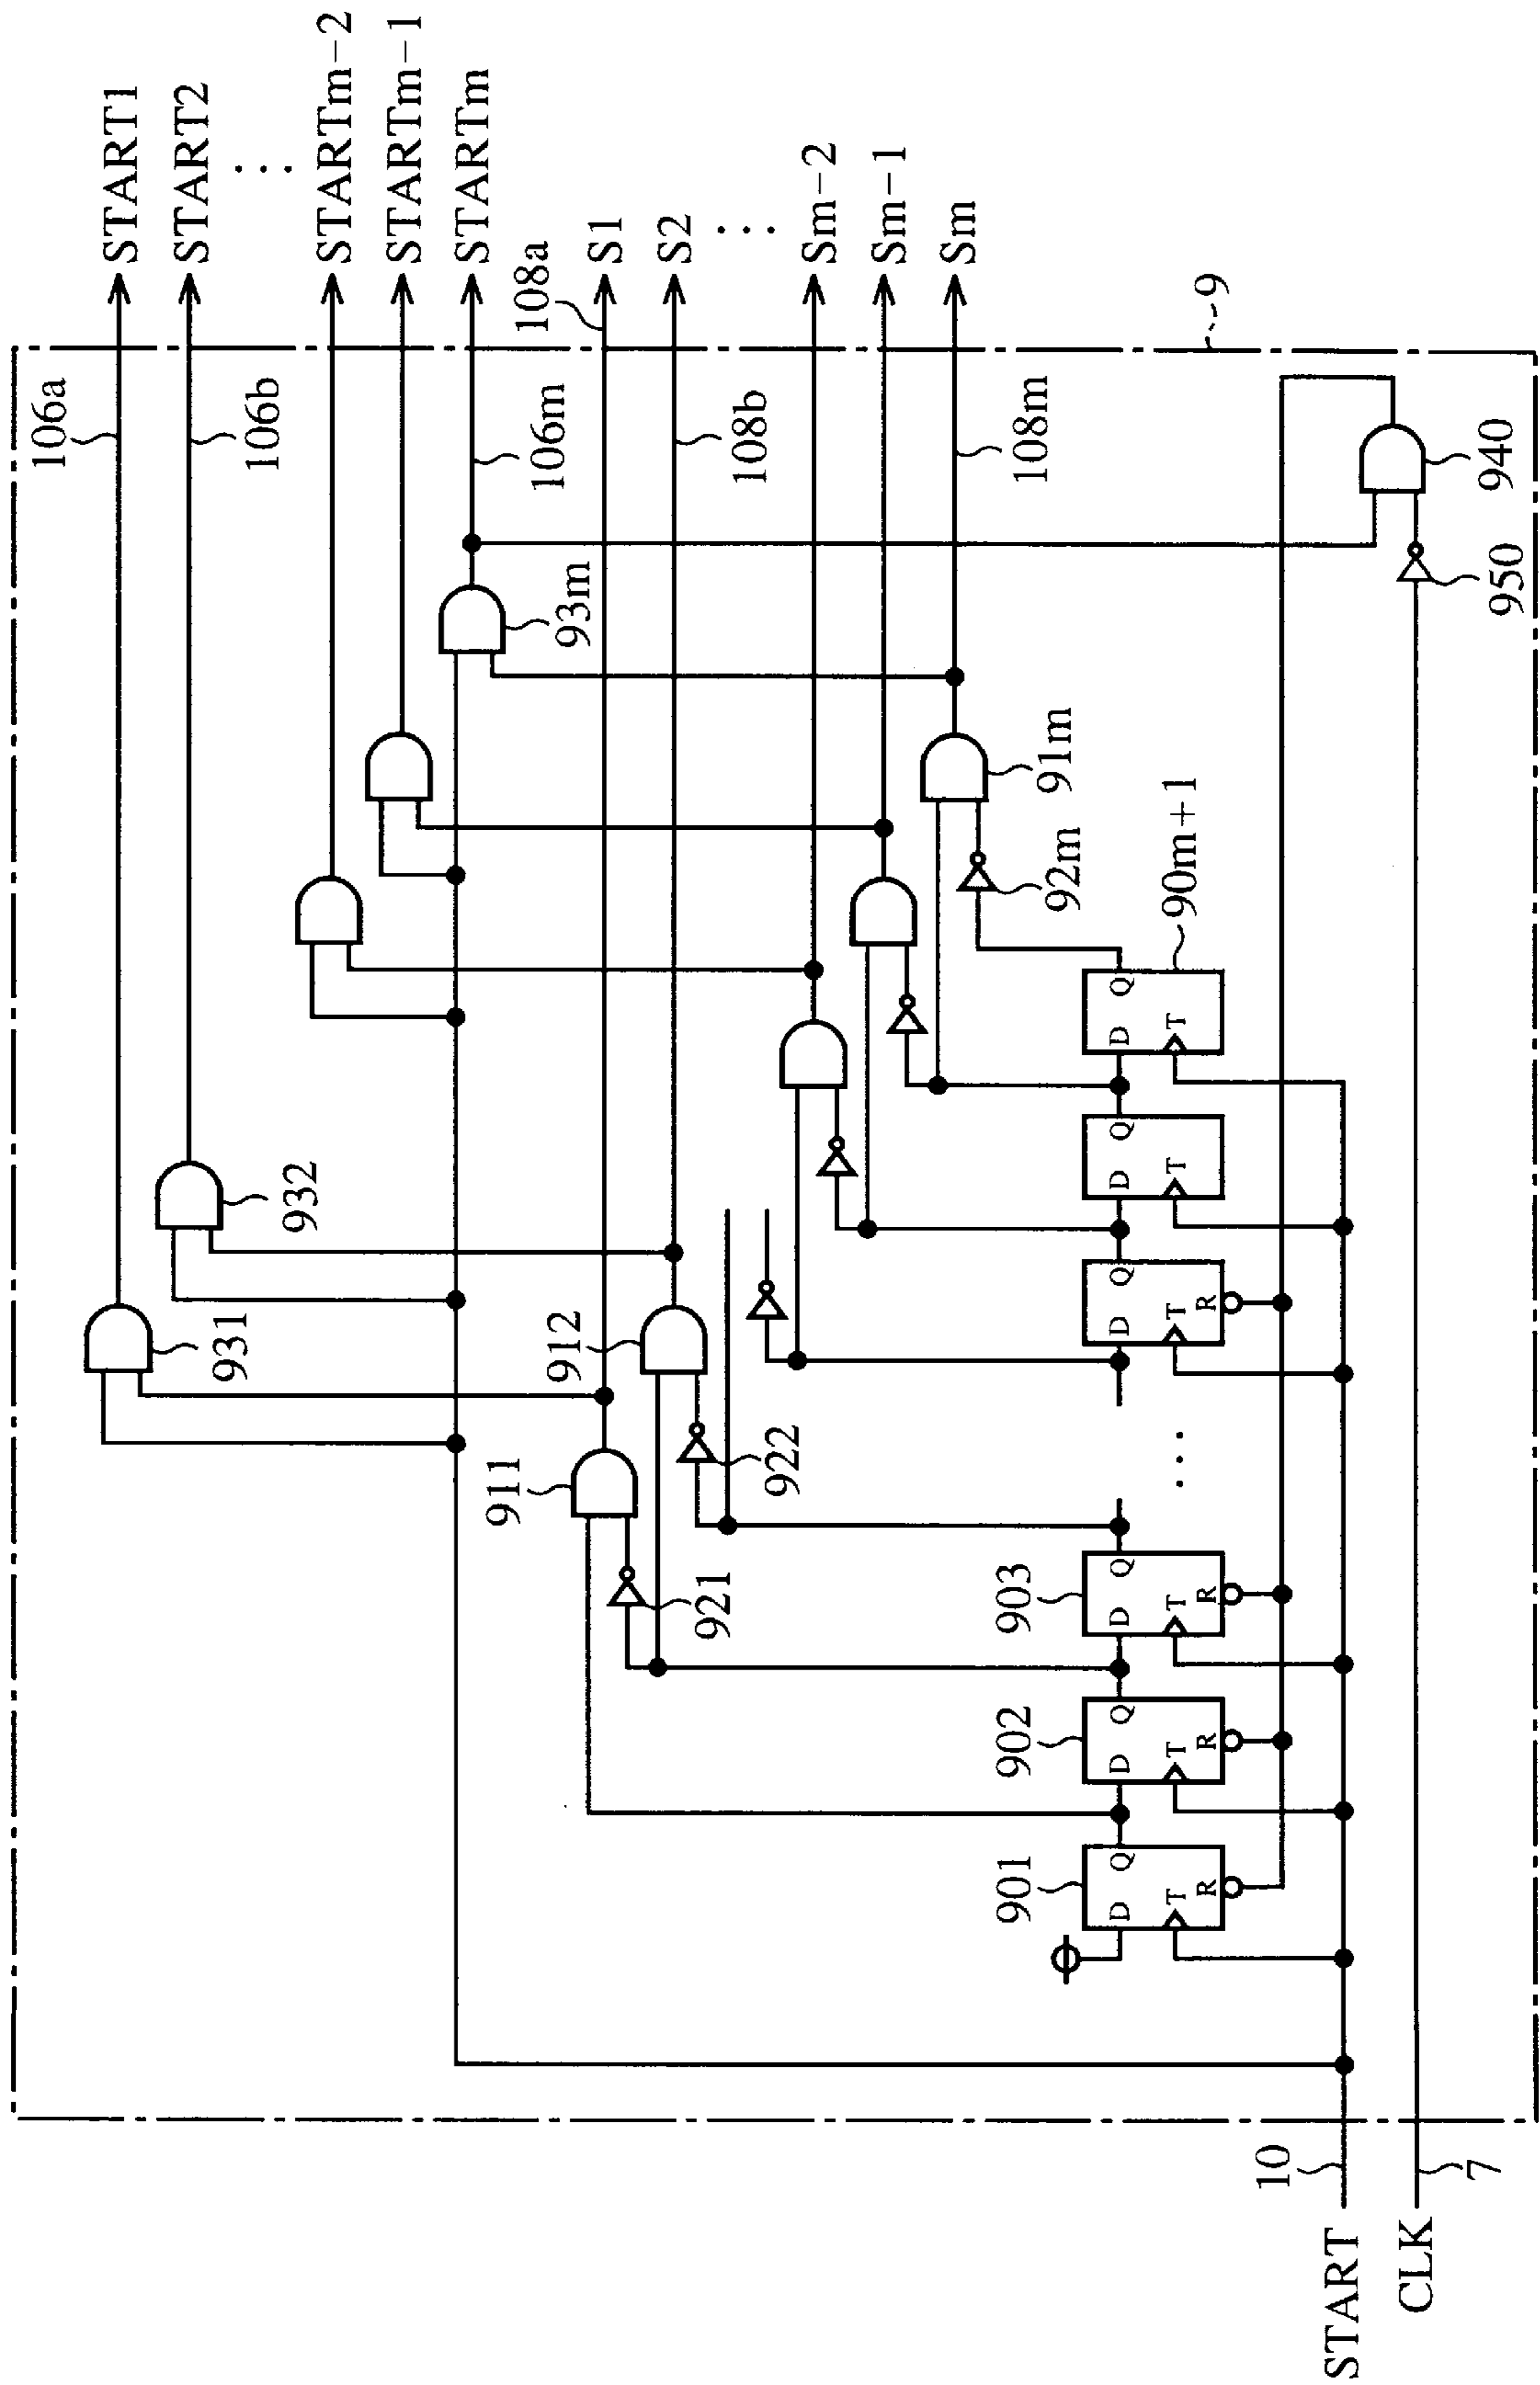 START1
START2
...
STARTm−2
STARTm−1
STARTm
S1
S2
...
Sm−2
Sm−1
Sm
106a
106b
106m
108a
108b
108m
9
931
932
93m
911
912
91m
921
922
92m
901
902
903
...
90m+1
D
Q
T
R
D
Q
T
R
D
Q
T
R
D
Q
T
R
D
Q
T
D
Q
T
940
950
START
10
CLK
7